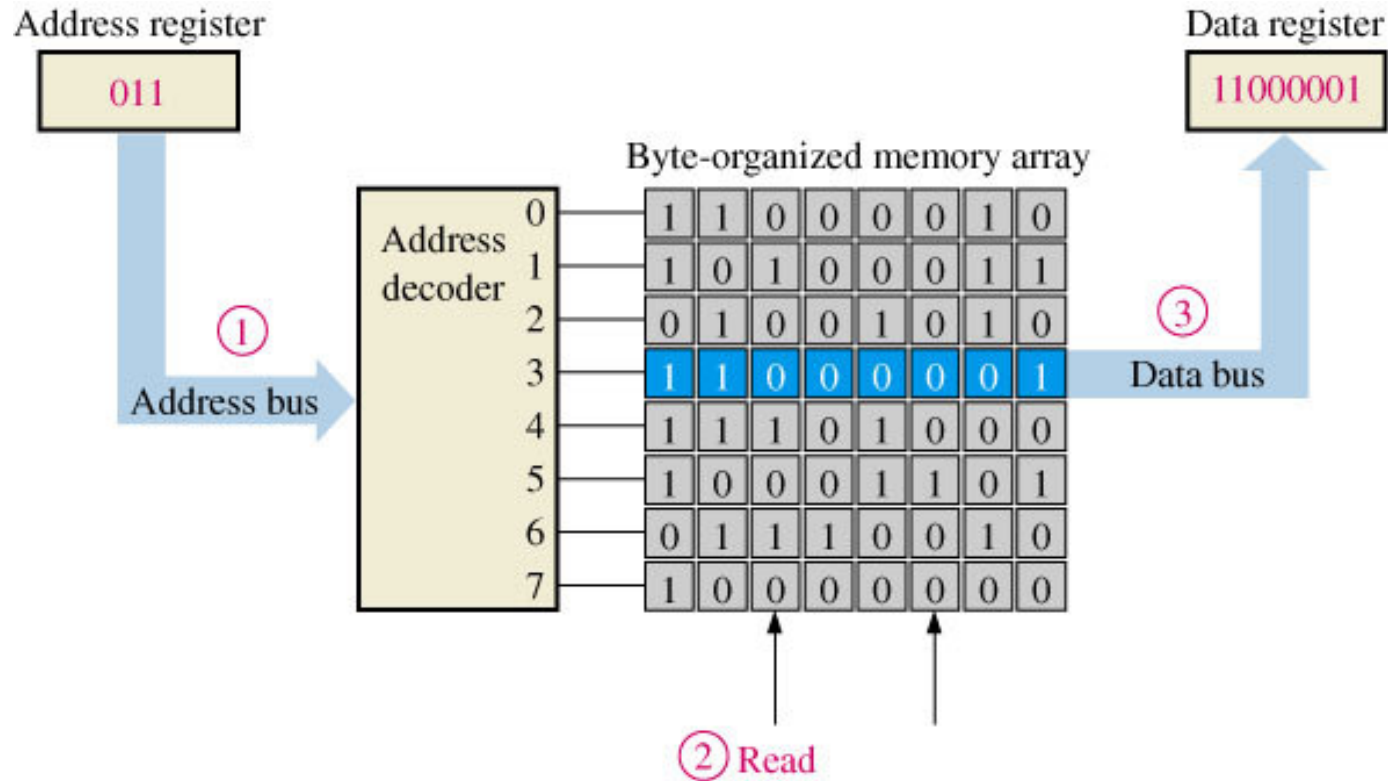 Address register
011
Data register
11000001
Byte-organized memory array
Address
decoder
0
1
2
3
4
5
6
7
1 1 0 0 0 0 1 0
1 0 1 0 0 0 1 1
0 1 0 0 1 0 1 0
1 1 0 0 0 0 0 1
1 1 1 0 1 0 0 0
1 0 0 0 1 1 0 1
0 1 1 1 0 0 1 0
1 0 0 0 0 0 0 0
1
Address bus
3
Data bus
2 Read